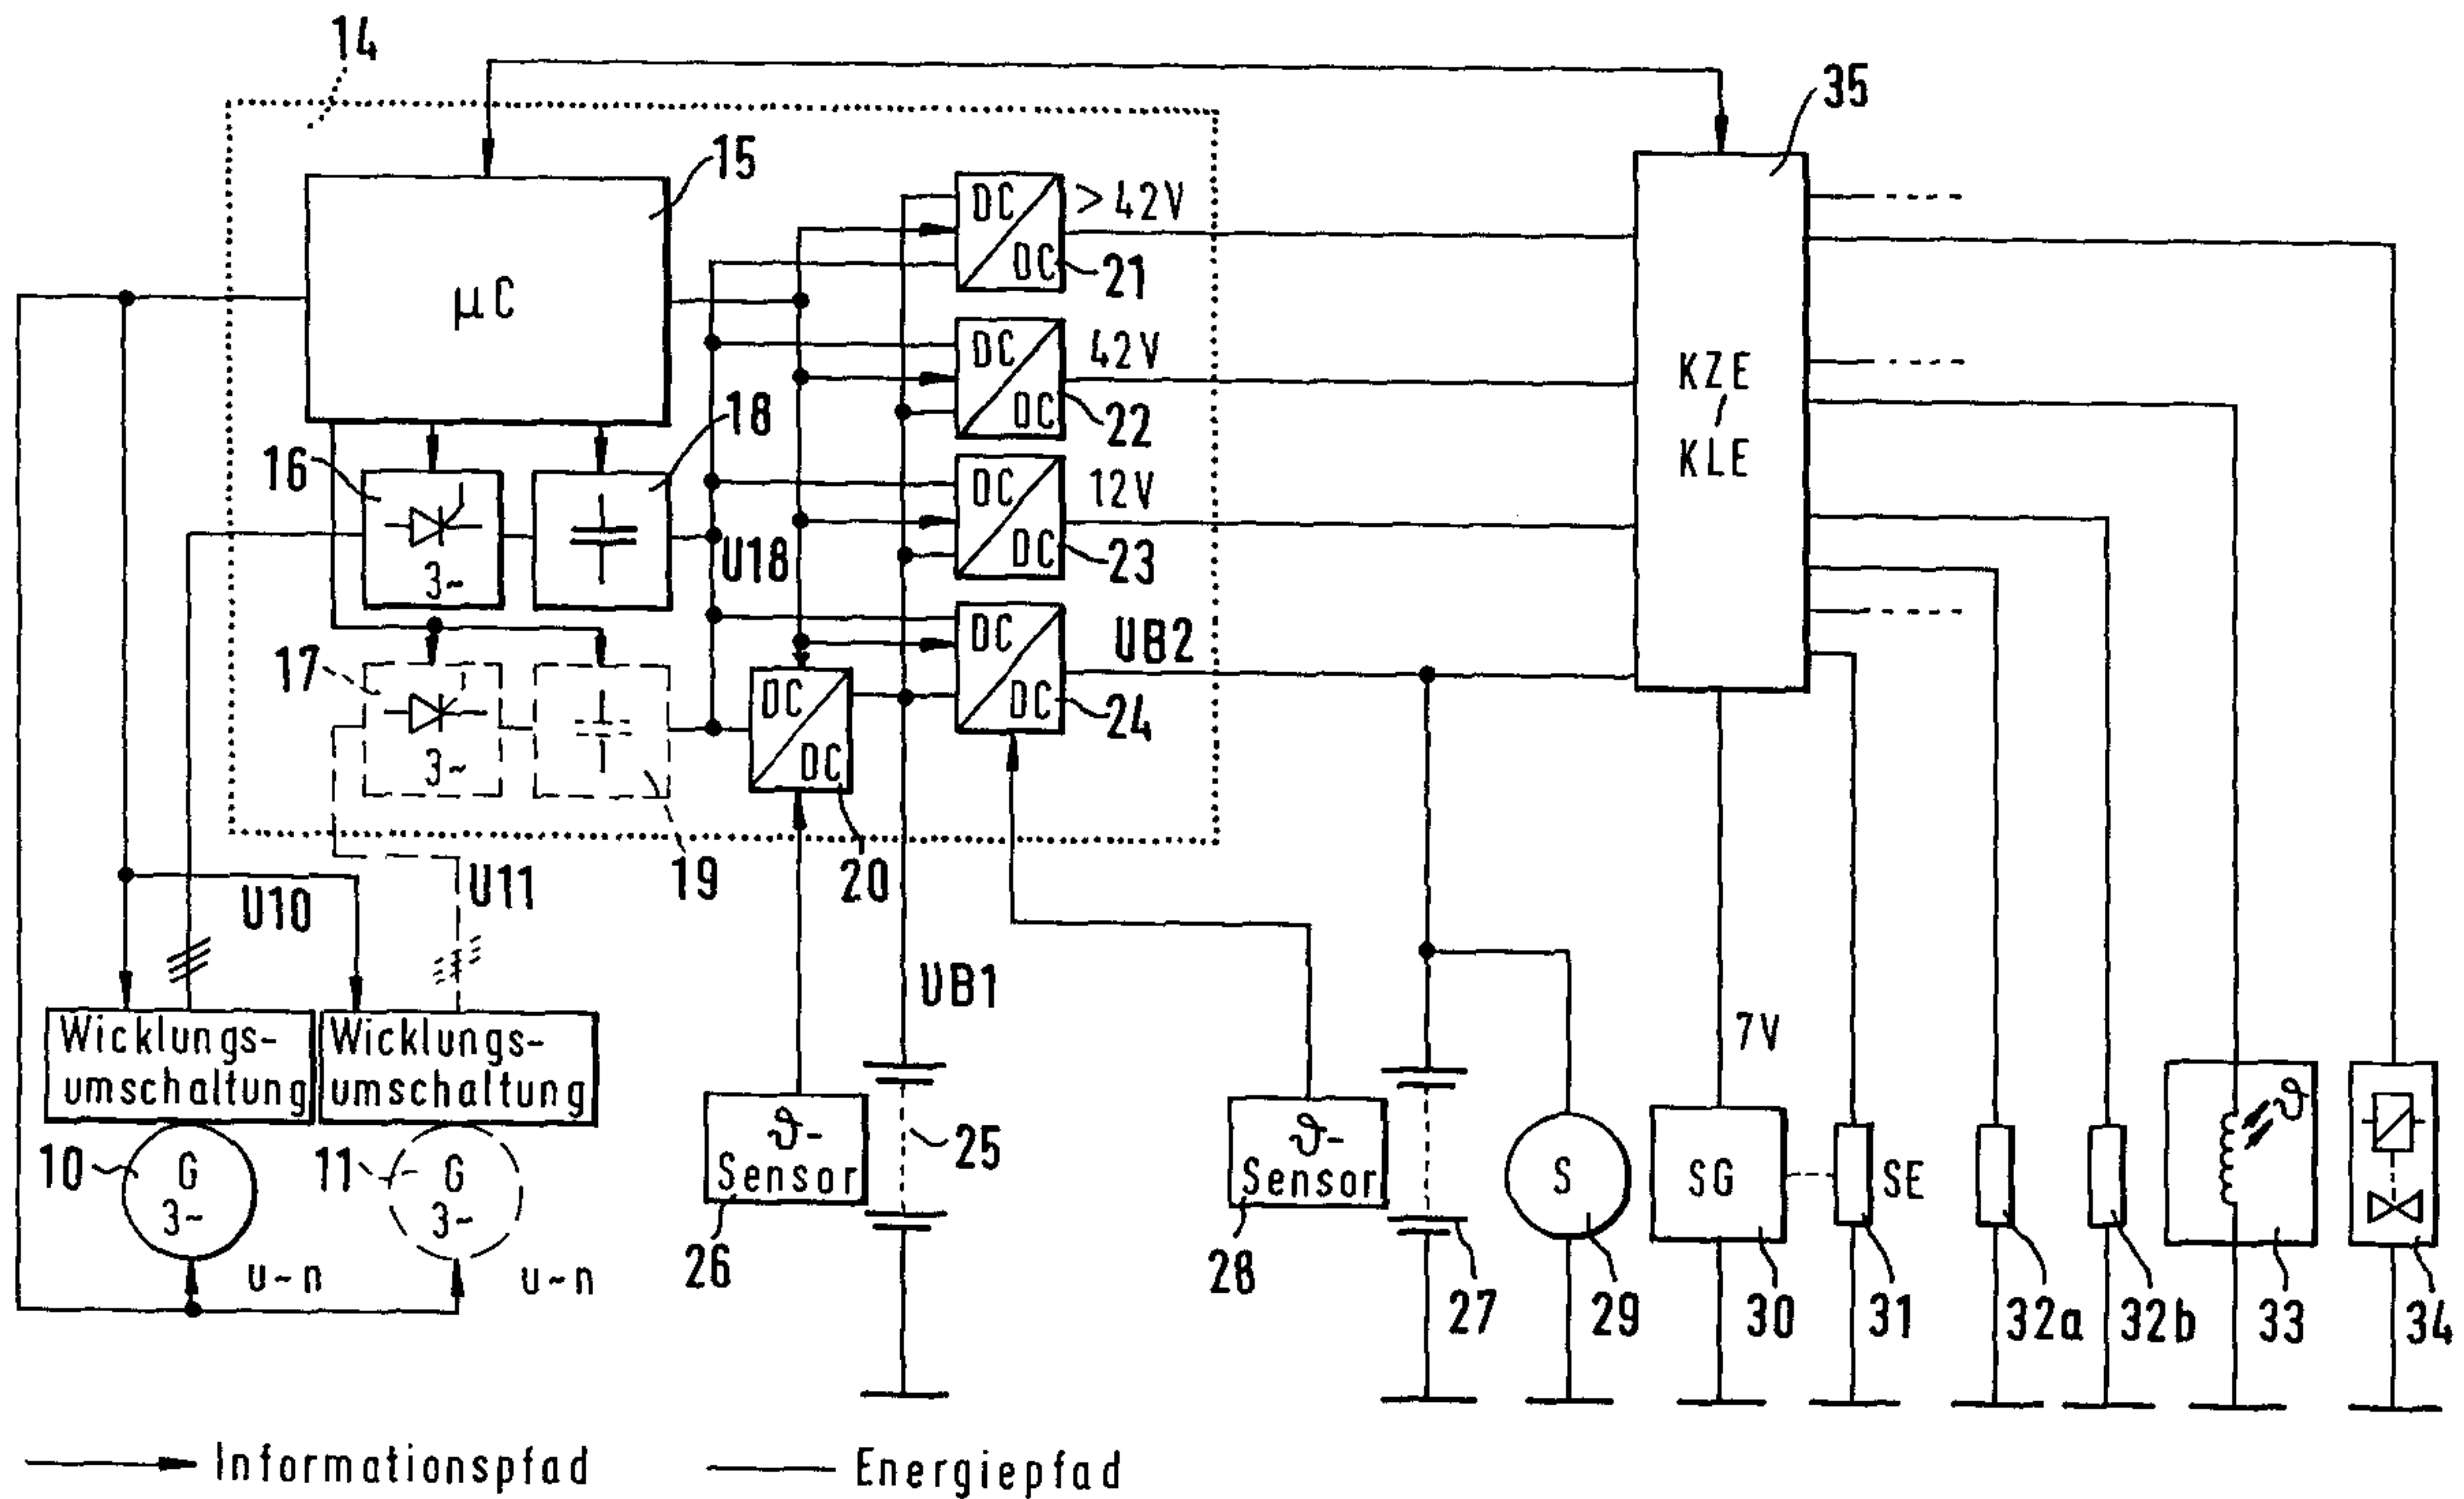 14
35
15
DC
>42V
DC
21
µC
DC
42V
DC
22
KZE
/
KLE
16
18
DC
12V
DC
23
3~
U18
17
DC
UB2
DC
24
3~
DC
DC
19
20
U10
U11
UB1
7V
Wicklungs-
umschaltung
Wicklungs-
umschaltung
10
G
3~
11
G
3~
u~n
u~n
ϑ-
Sensor
26
25
ϑ-
Sensor
28
27
S
29
SG
30
SE
31
32a
32b
ϑ
33
34
Informationspfad
Energiepfad